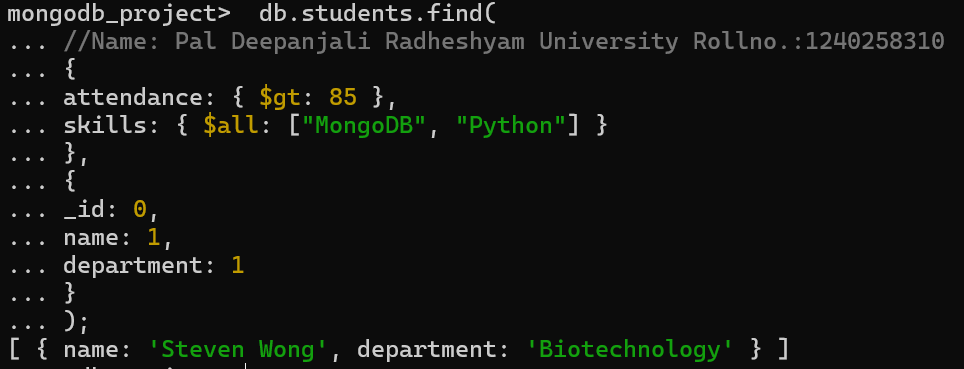 mongodb_project>  db.students.find(
... //Name: Pal Deepanjali Radheshyam University Rollno.:1240258310
... {
... attendance: { $gt: 85 },
... skills: { $all: ["MongoDB", "Python"] }
... },
... {
... _id: 0,
... name: 1,
... department: 1
... }
... );
[ { name: 'Steven Wong', department: 'Biotechnology' } ]